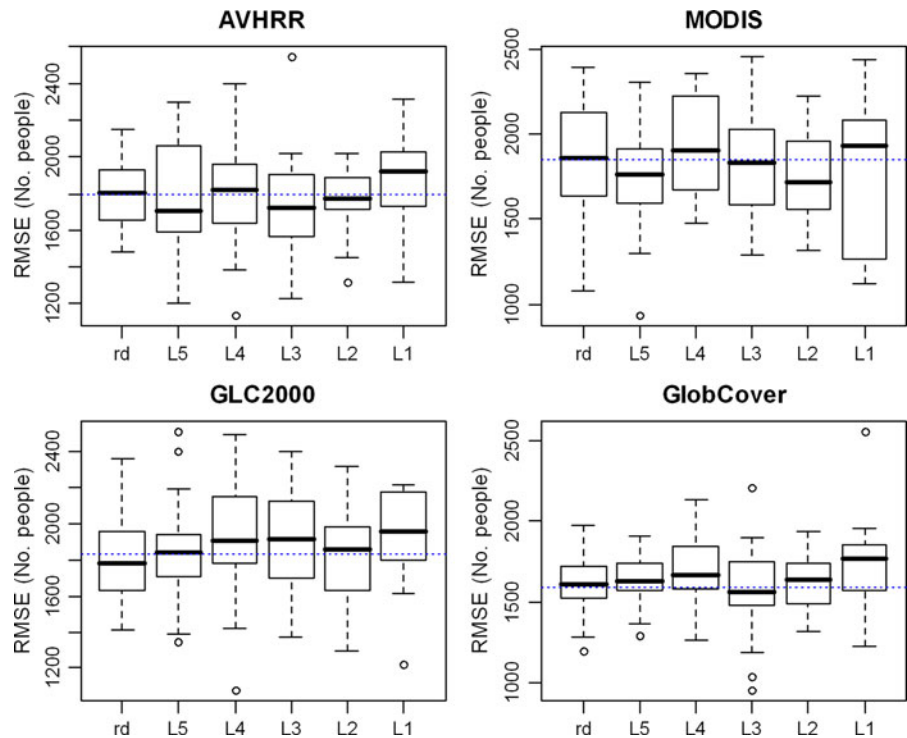 AVHRR
RMSE (No. people)
2400
2000
1600
1200
rd L5 L4 L3 L2 L1
MODIS
RMSE (No. people)
2500
2000
1500
1000
rd L5 L4 L3 L2 L1
GLC2000
RMSE (No. people)
2400
2000
1600
1200
rd L5 L4 L3 L2 L1
GlobCover
RMSE (No. people)
2500
2000
1500
1000
rd L5 L4 L3 L2 L1